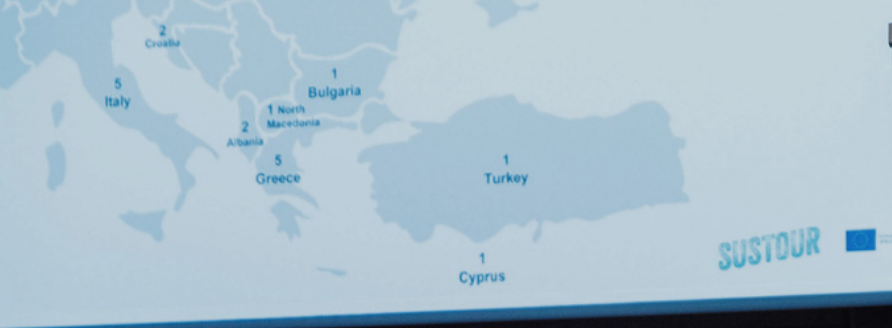 2
Croatia
5
Italy
1
Bulgaria
1 North
Macedonia
2
Albania
5
Greece
1
Turkey
1
Cyprus
SUSTOUR